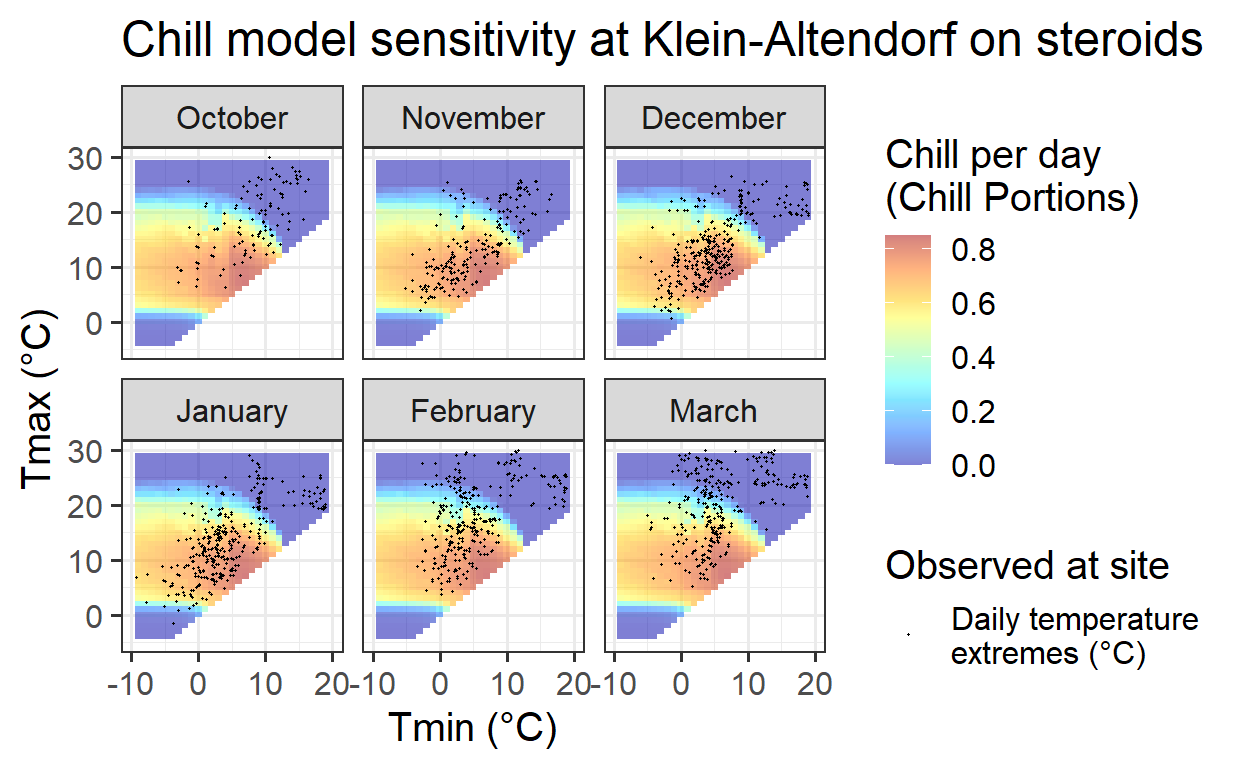 Chill model sensitivity at Klein-Altendorf on steroids
October
November
December
30
20
10
0
January
February
March
30
20
10
0
-10 0 10 20
-10 0 10 20
-10 0 10 20
Tmax (°C)
Tmin (°C)
Chill per day
(Chill Portions)
0.8
0.6
0.4
0.2
0.0
Observed at site
Daily temperature
extremes (°C)